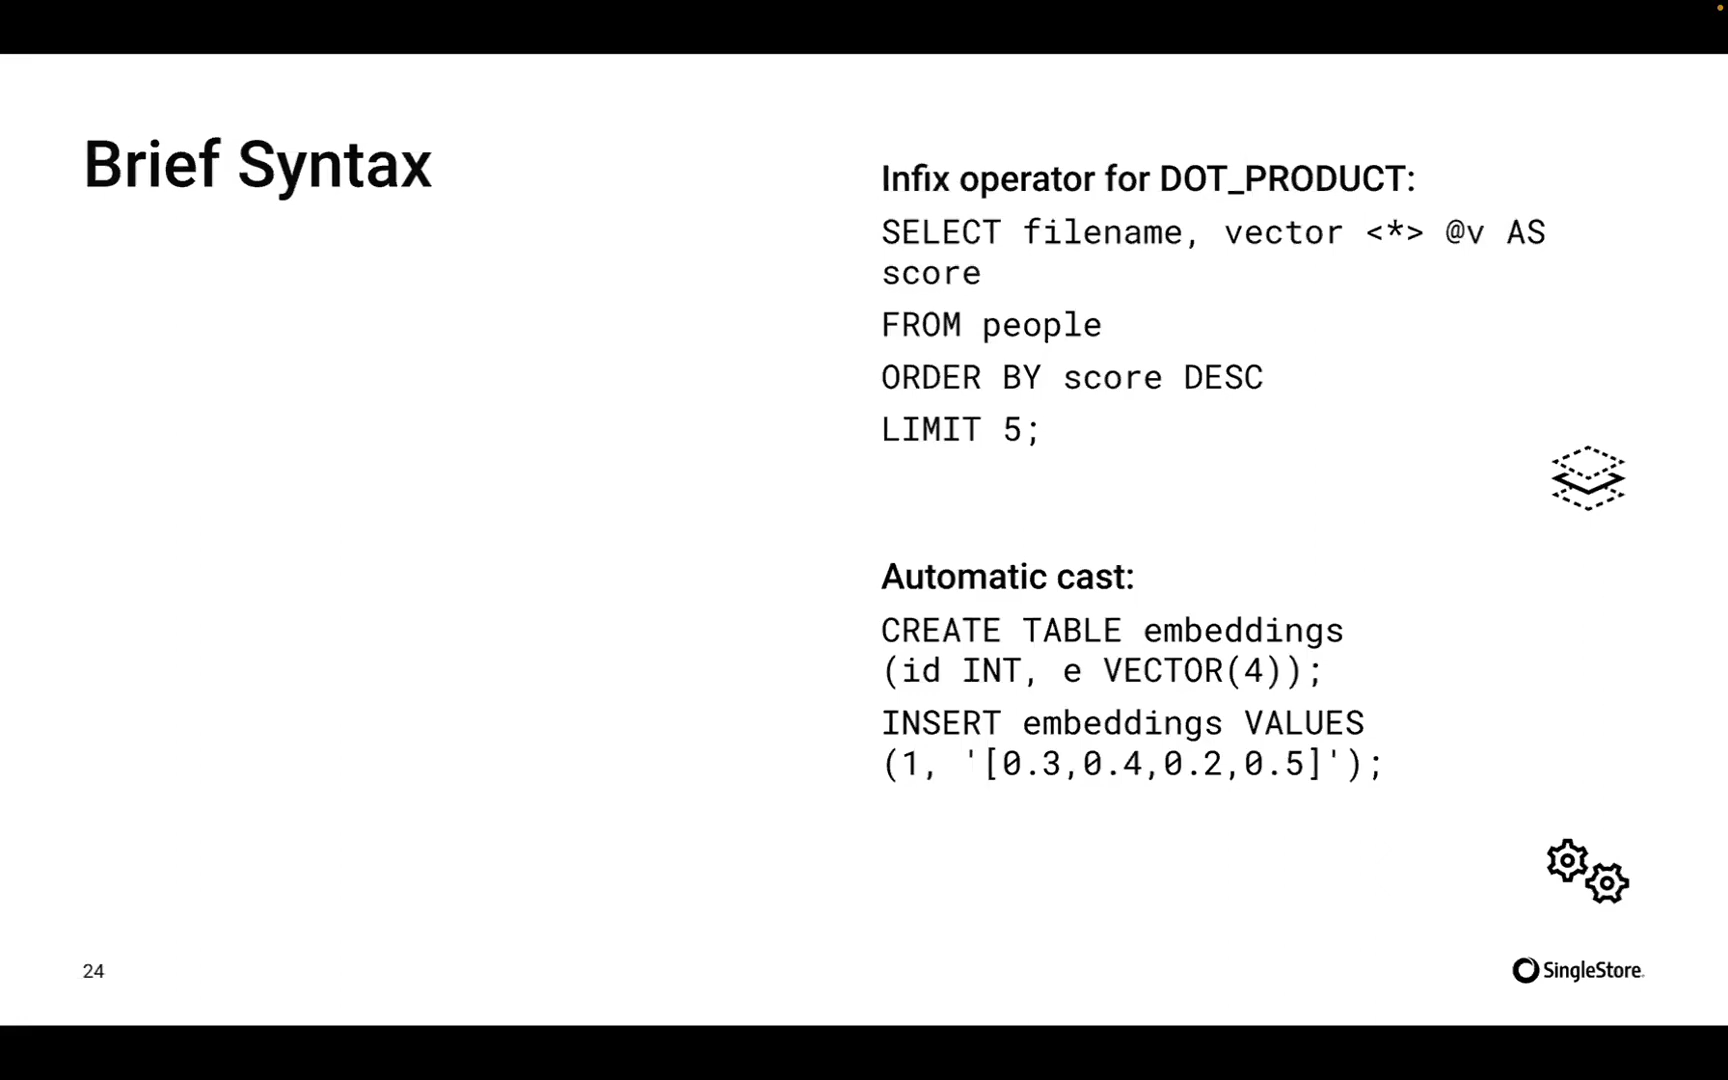 Brief Syntax
Infix operator for DOT_PRODUCT:
SELECT filename, vector <*> @v AS
score
FROM people
ORDER BY score DESC
LIMIT 5;
Automatic cast:
CREATE TABLE embeddings
(id INT, e VECTOR(4));
INSERT embeddings VALUES
(1, '[0.3,0.4,0.2,0.5]');
24
SingleStore